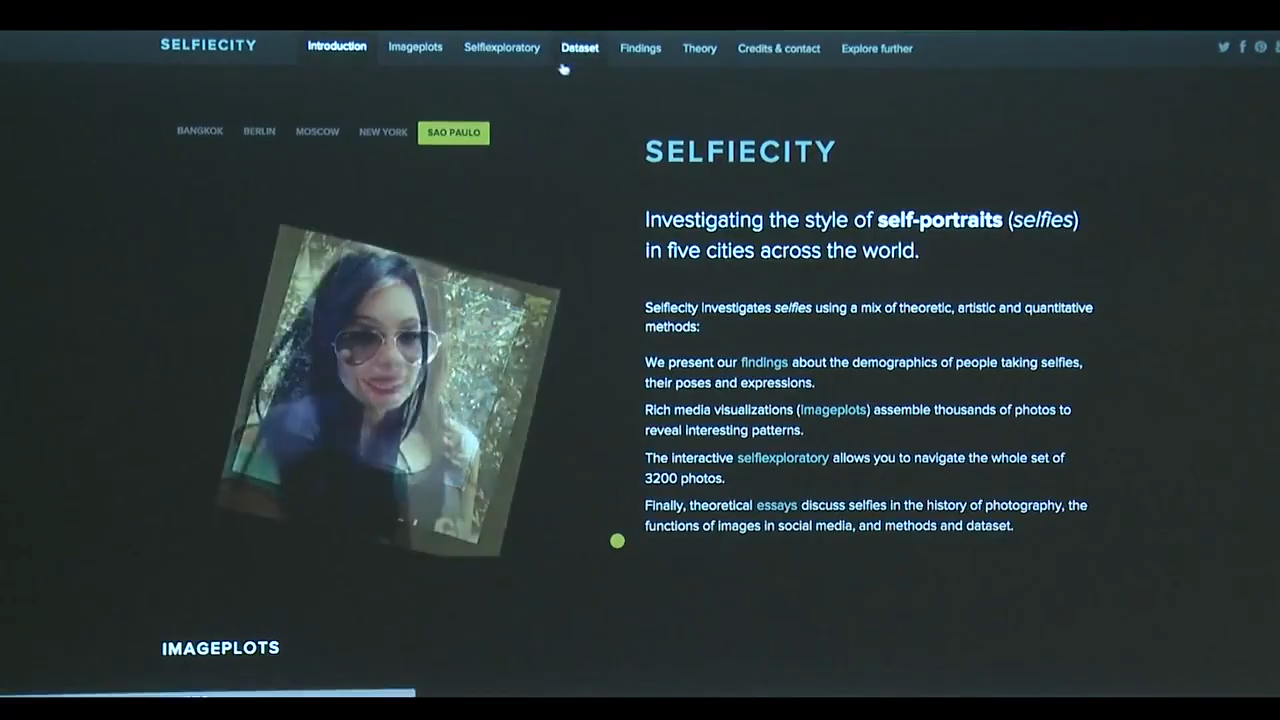 SELFIECITY Introduction Imageplots Selfiexploratory Dataset Findings Theory Credits & contact Explore further
BANGKOK BERLIN MOSCOW NEW YORK SAO PAULO
SELFIECITY
Investigating the style of self-portraits (selfies)
in five cities across the world.
Selfiecity investigates selfies using a mix of theoretic, artistic and quantitative
methods:
We present our findings about the demographics of people taking selfies,
their poses and expressions.
Rich media visualizations (imageplots) assemble thousands of photos to
reveal interesting patterns.
The interactive selfiexploratory allows you to navigate the whole set of
3200 photos.
Finally, theoretical essays discuss selfies in the history of photography, the
functions of images in social media, and methods and dataset.
IMAGEPLOTS